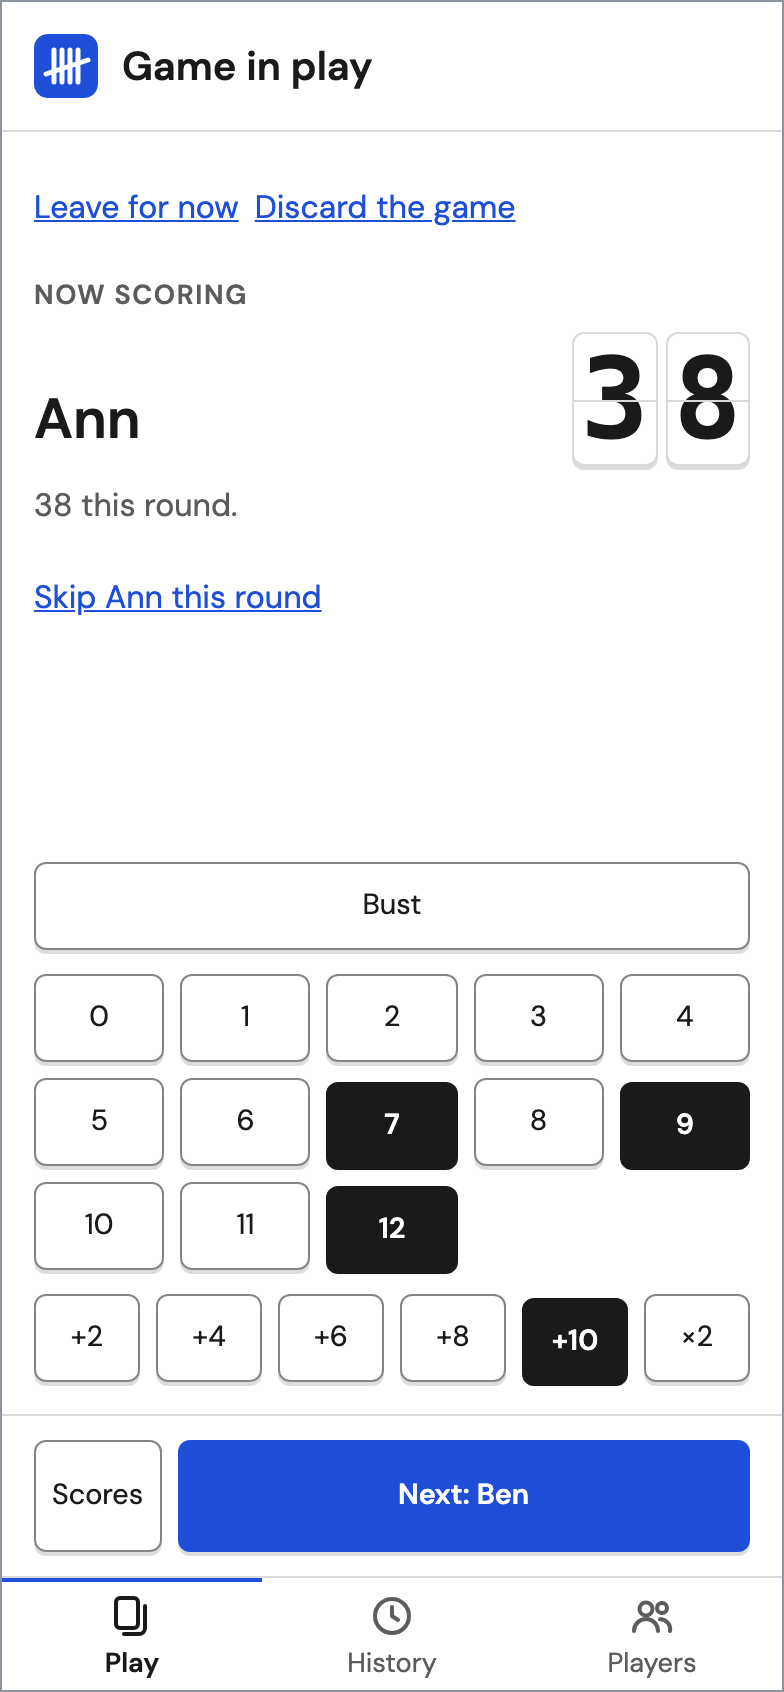 Game in play
Leave for now Discard the game
NOW SCORING
Ann
38
38 this round.
Skip Ann this round
Bust
0 1 2 3 4
5 6 7 8 9
10 11 12
+2 +4 +6 +8 +10 ×2
Scores Next: Ben
Play History Players